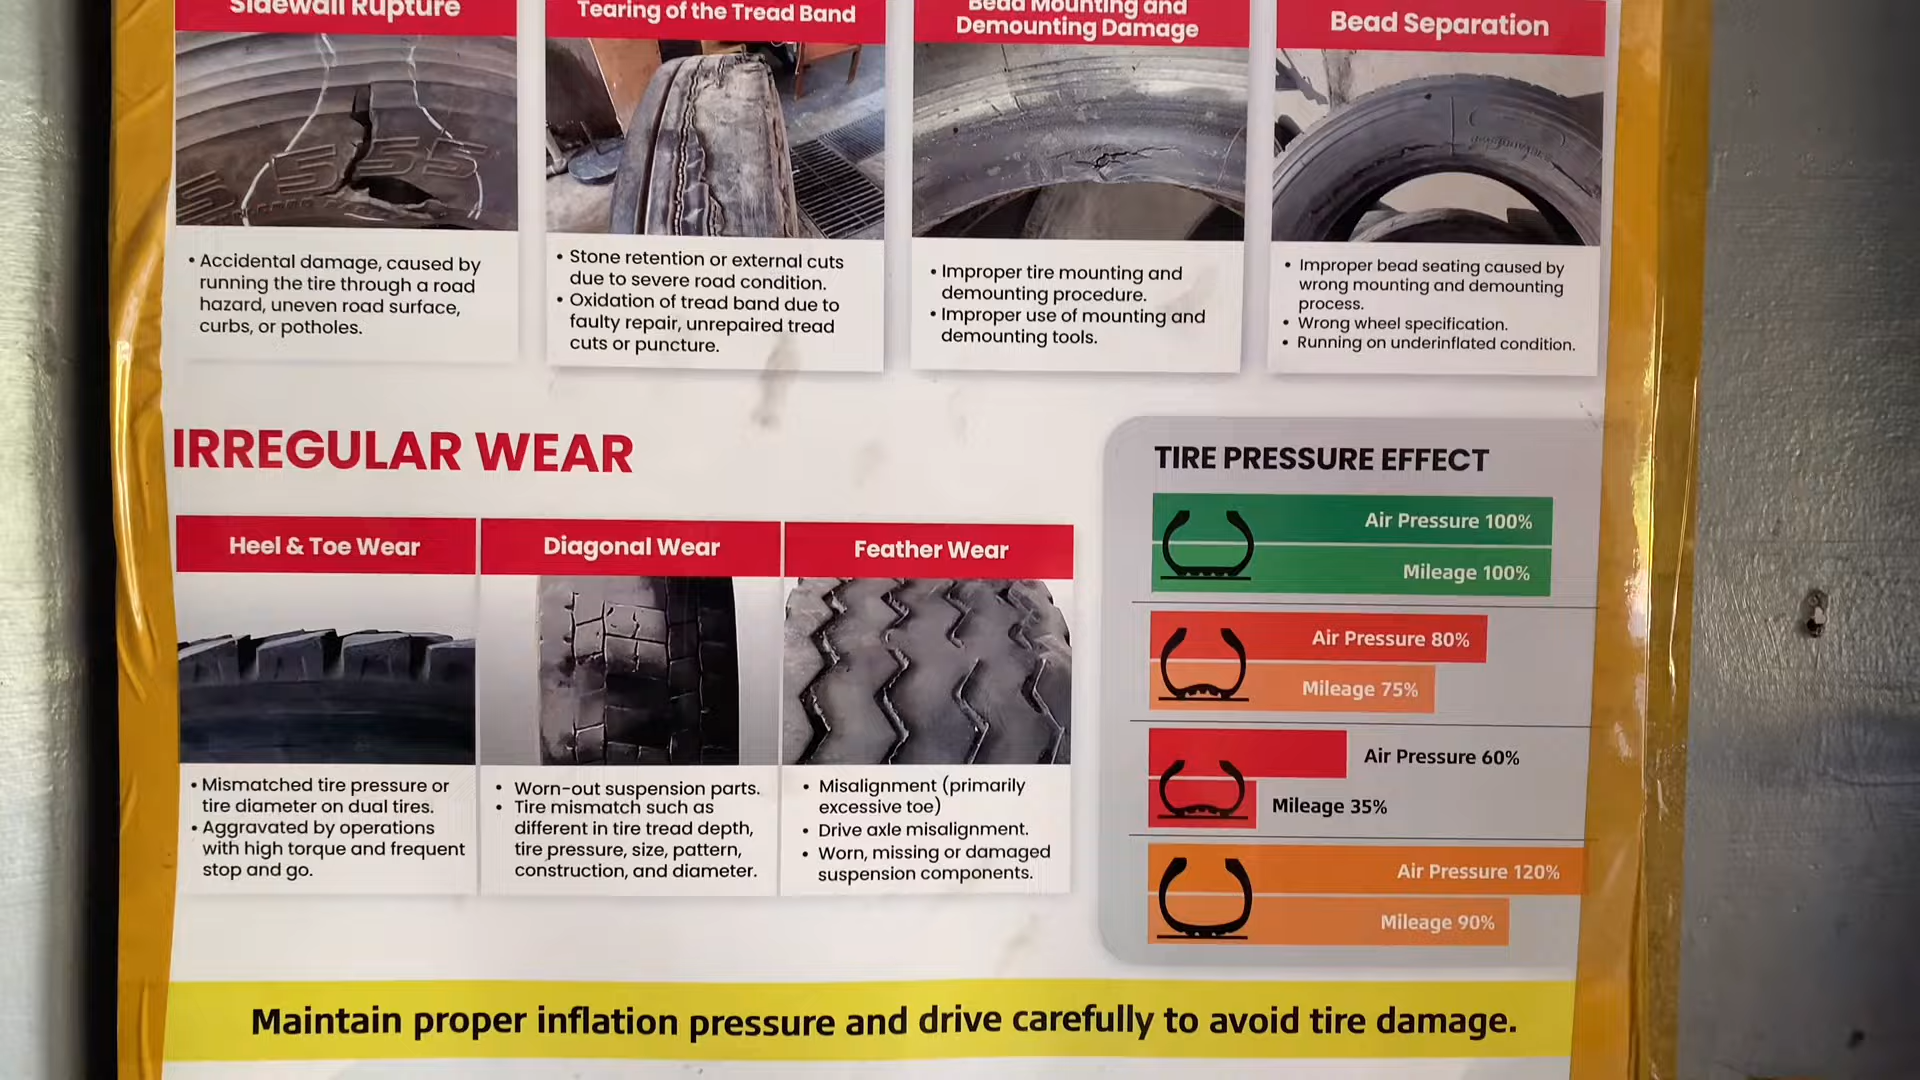 Sidewall Rupture
• Accidental damage, caused by
running the tire through a road
hazard, uneven road surface,
curbs, or potholes.
Tearing of the Tread Band
• Stone retention or external cuts
due to severe road condition.
• Oxidation of tread band due to
faulty repair, unrepaired tread
cuts or puncture.
Bead Mounting and
Demounting Damage
• Improper tire mounting and
demounting procedure.
• Improper use of mounting and
demounting tools.
Bead Separation
• Improper bead seating caused by
wrong mounting and demounting
process.
• Wrong wheel specification.
• Running on underinflated condition.
IRREGULAR WEAR
Heel & Toe Wear
• Mismatched tire pressure or
tire diameter on dual tires.
• Aggravated by operations
with high torque and frequent
stop and go.
Diagonal Wear
• Worn-out suspension parts.
• Tire mismatch such as
different in tire tread depth,
tire pressure, size, pattern,
construction, and diameter.
Feather Wear
• Misalignment (primarily
excessive toe)
• Drive axle misalignment.
• Worn, missing or damaged
suspension components.
TIRE PRESSURE EFFECT
Air Pressure 100%
Mileage 100%
Air Pressure 80%
Mileage 75%
Air Pressure 60%
Mileage 35%
Air Pressure 120%
Mileage 90%
Maintain proper inflation pressure and drive carefully to avoid tire damage.